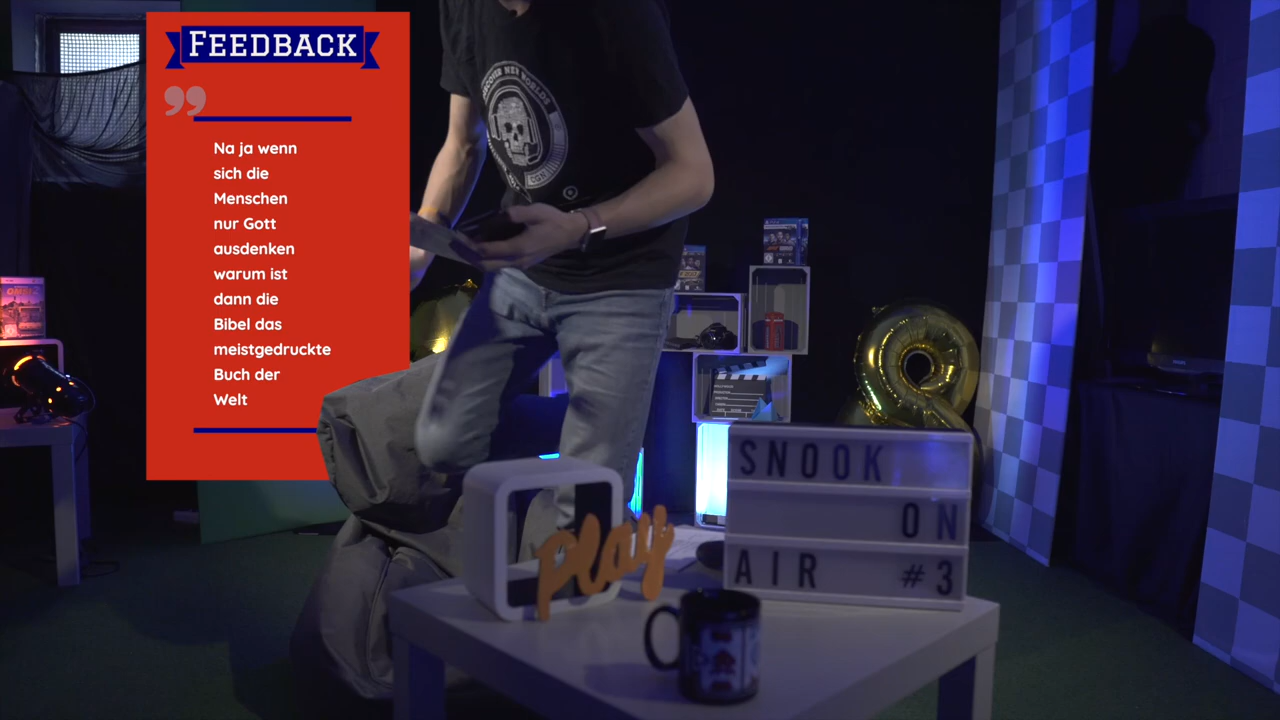 FEEDBACK
Na ja wenn
sich die
Menschen
nur Gott
ausdenken
warum ist
dann die
Bibel das
meistgedruckte
Buch der
Welt
play
SNOOK
ON
AIR #3